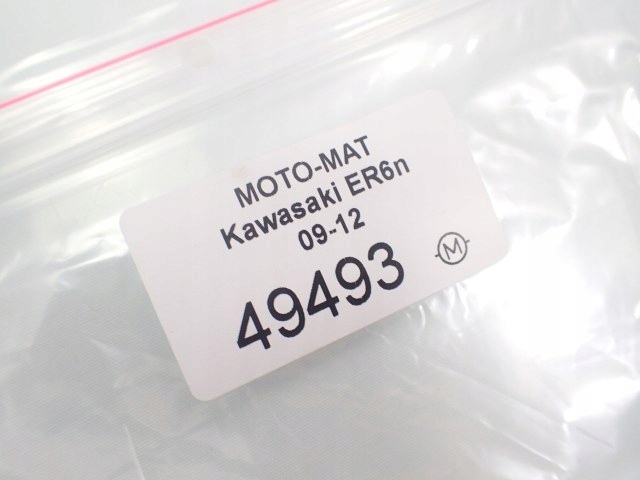 MOTO-MAT
Kawasaki ER6n
09-12
49493
M